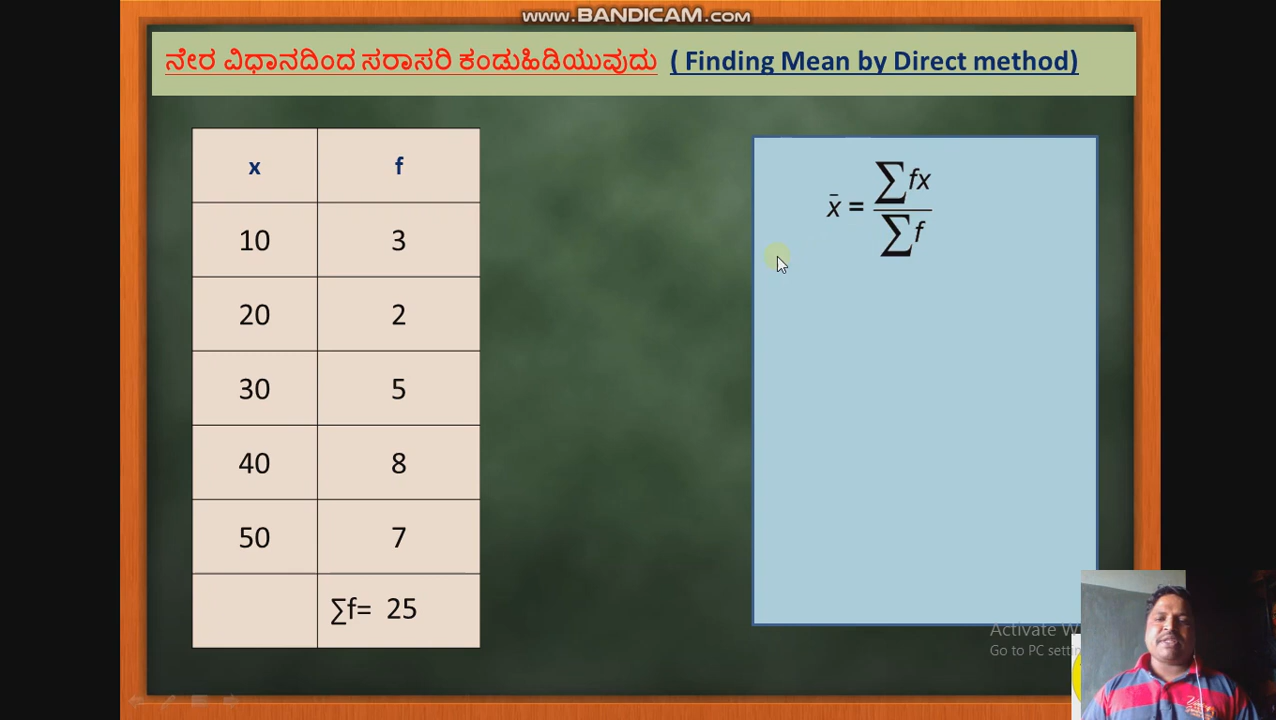 www.BANDICAM.com
ನೇರ ವಿಧಾನದಿಂದ ಸರಾಸರಿ ಕಂಡುಹಿಡಿಯುವುದು ( Finding Mean by Direct method)
x f
10 3
20 2
30 5
40 8
50 7
∑f= 25
x̄ = ∑fx / ∑f
Activate W
Go to PC setti